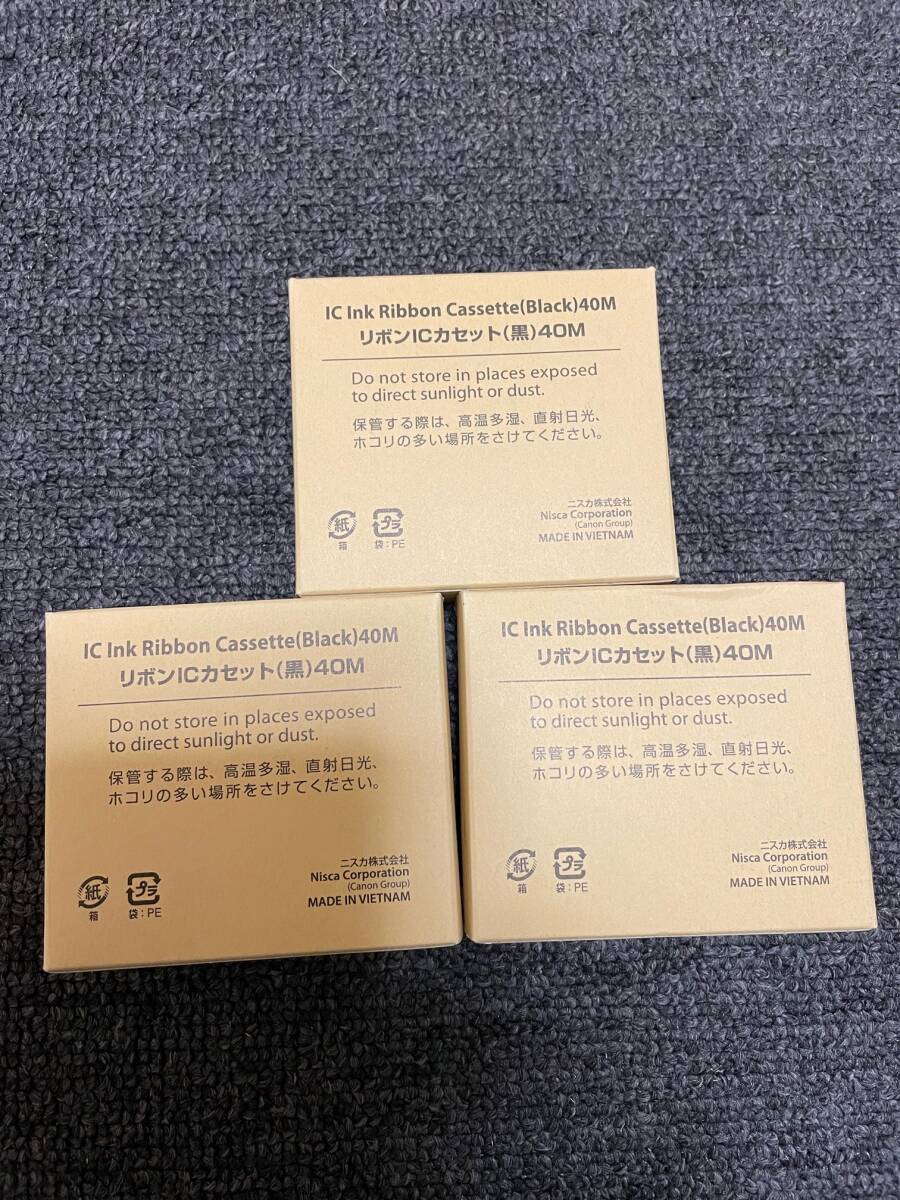 IC Ink Ribbon Cassette(Black)40M
リボンICカセット(黒)40M
Do not store in places exposed
to direct sunlight or dust.
保管する際は、高温多湿、直射日光、
ホコリの多い場所をさけてください。
紙
箱
プラ
袋:PE
ニスカ株式会社
Nisca Corporation
(Canon Group)
MADE IN VIETNAM
IC Ink Ribbon Cassette(Black)40M
リボンICカセット(黒)40M
Do not store in places exposed
to direct sunlight or dust.
保管する際は、高温多湿、直射日光、
ホコリの多い場所をさけてください。
紙
箱
プラ
袋:PE
ニスカ株式会社
Nisca Corporation
(Canon Group)
MADE IN VIETNAM
IC Ink Ribbon Cassette(Black)40M
リボンICカセット(黒)40M
Do not store in places exposed
to direct sunlight or dust.
保管する際は、高温多湿、直射日光、
ホコリの多い場所をさけてください。
紙
箱
プラ
袋:PE
ニスカ株式会社
Nisca Corporation
(Canon Group)
MADE IN VIETNAM